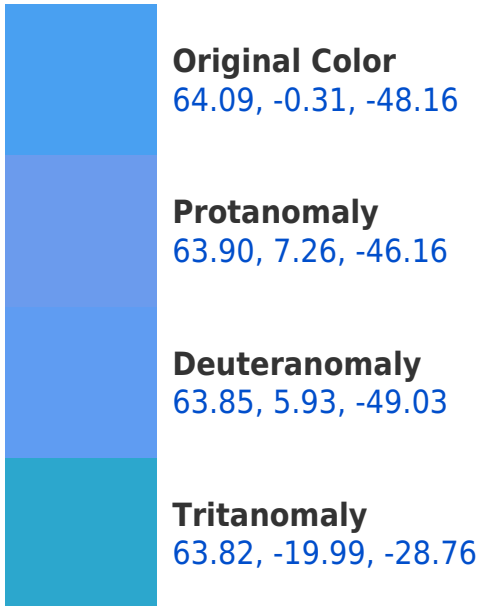 Original Color
64.09, -0.31, -48.16
Protanomaly
63.90, 7.26, -46.16
Deuteranomaly
63.85, 5.93, -49.03
Tritanomaly
63.82, -19.99, -28.76